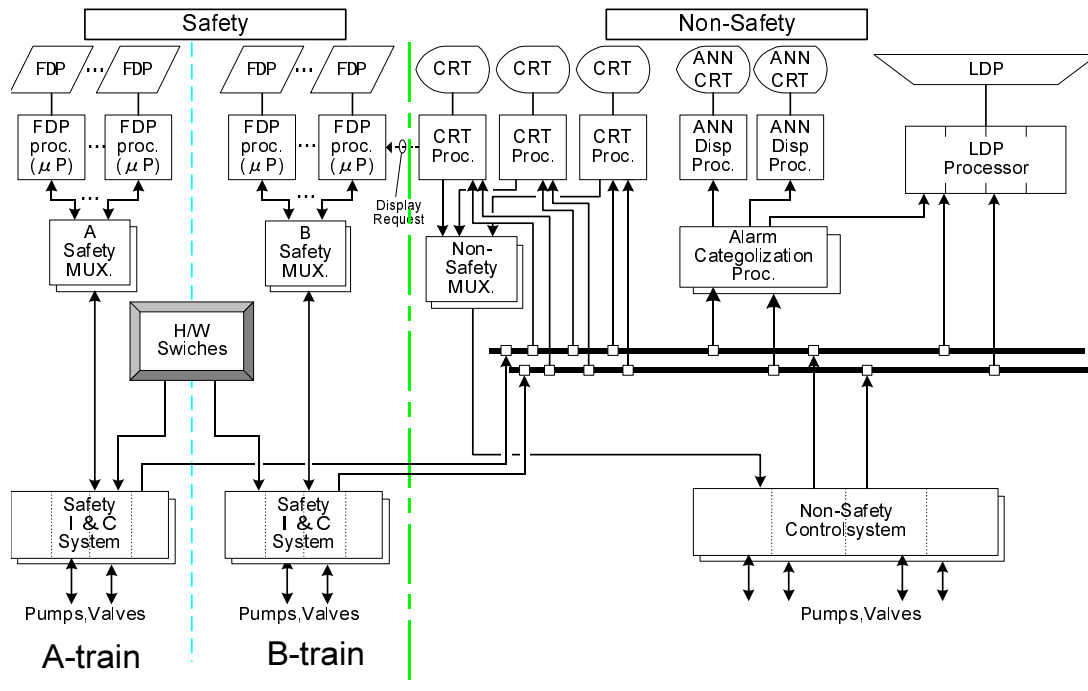 Safety
Non-Safety
FDP ... FDP
FDP ... FDP
CRT
CRT
CRT
ANN
CRT
ANN
CRT
LDP
FDP
proc.
(μP)
...
FDP
proc.
(μP)
FDP
proc.
(μP)
...
FDP
proc.
(μP)
CRT
Proc.
CRT
Proc.
CRT
Proc.
ANN
Disp
Proc.
ANN
Disp
Proc.
LDP
Processor
...
...
Display
Request
A
Safety
MUX.
B
Safety
MUX.
Non-
Safety
MUX.
Alarm
Categolization
Proc.
H/W
Swiches
Safety
I & C
System
Safety
I & C
System
Non-Safety
Controlsystem
Pumps,Valves
Pumps,Valves
Pumps,Valves
A-train
B-train